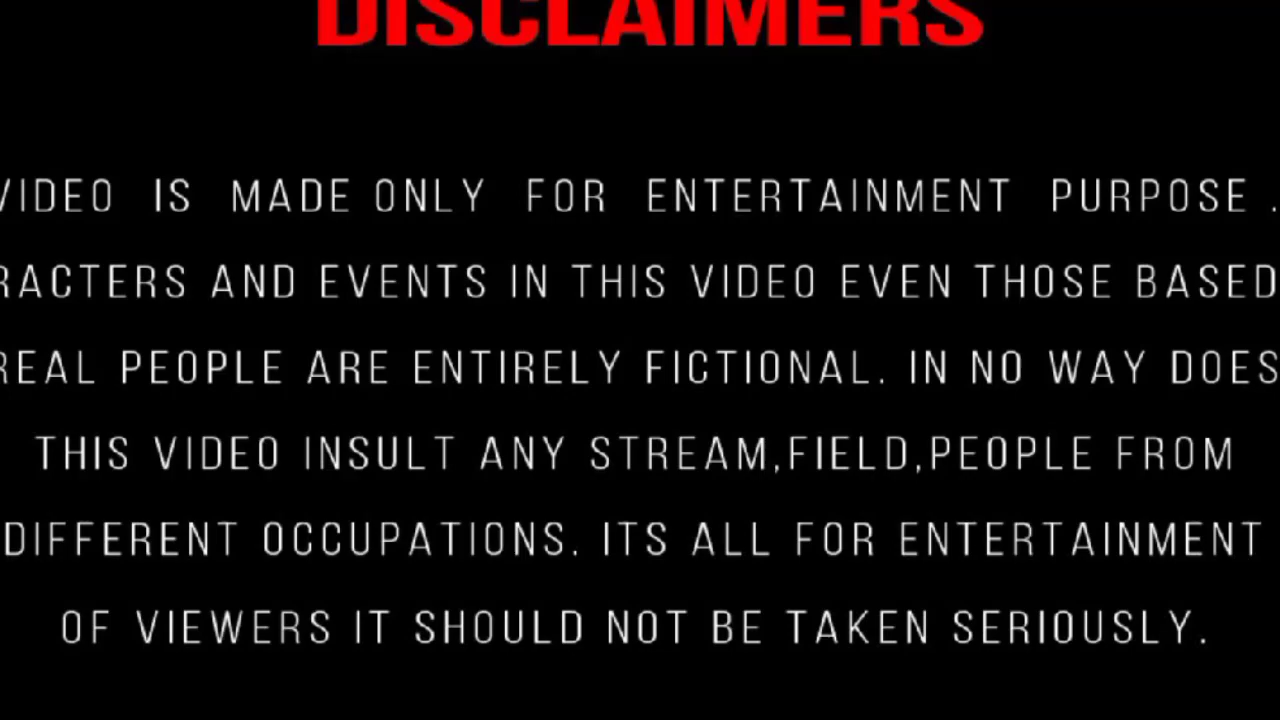 DISCLAIMERS
VIDEO IS MADE ONLY FOR ENTERTAINMENT PURPOSE .
RACTERS AND EVENTS IN THIS VIDEO EVEN THOSE BASED
REAL PEOPLE ARE ENTIRELY FICTIONAL. IN NO WAY DOES
THIS VIDEO INSULT ANY STREAM,FIELD,PEOPLE FROM
DIFFERENT OCCUPATIONS. ITS ALL FOR ENTERTAINMENT
OF VIEWERS IT SHOULD NOT BE TAKEN SERIOUSLY.